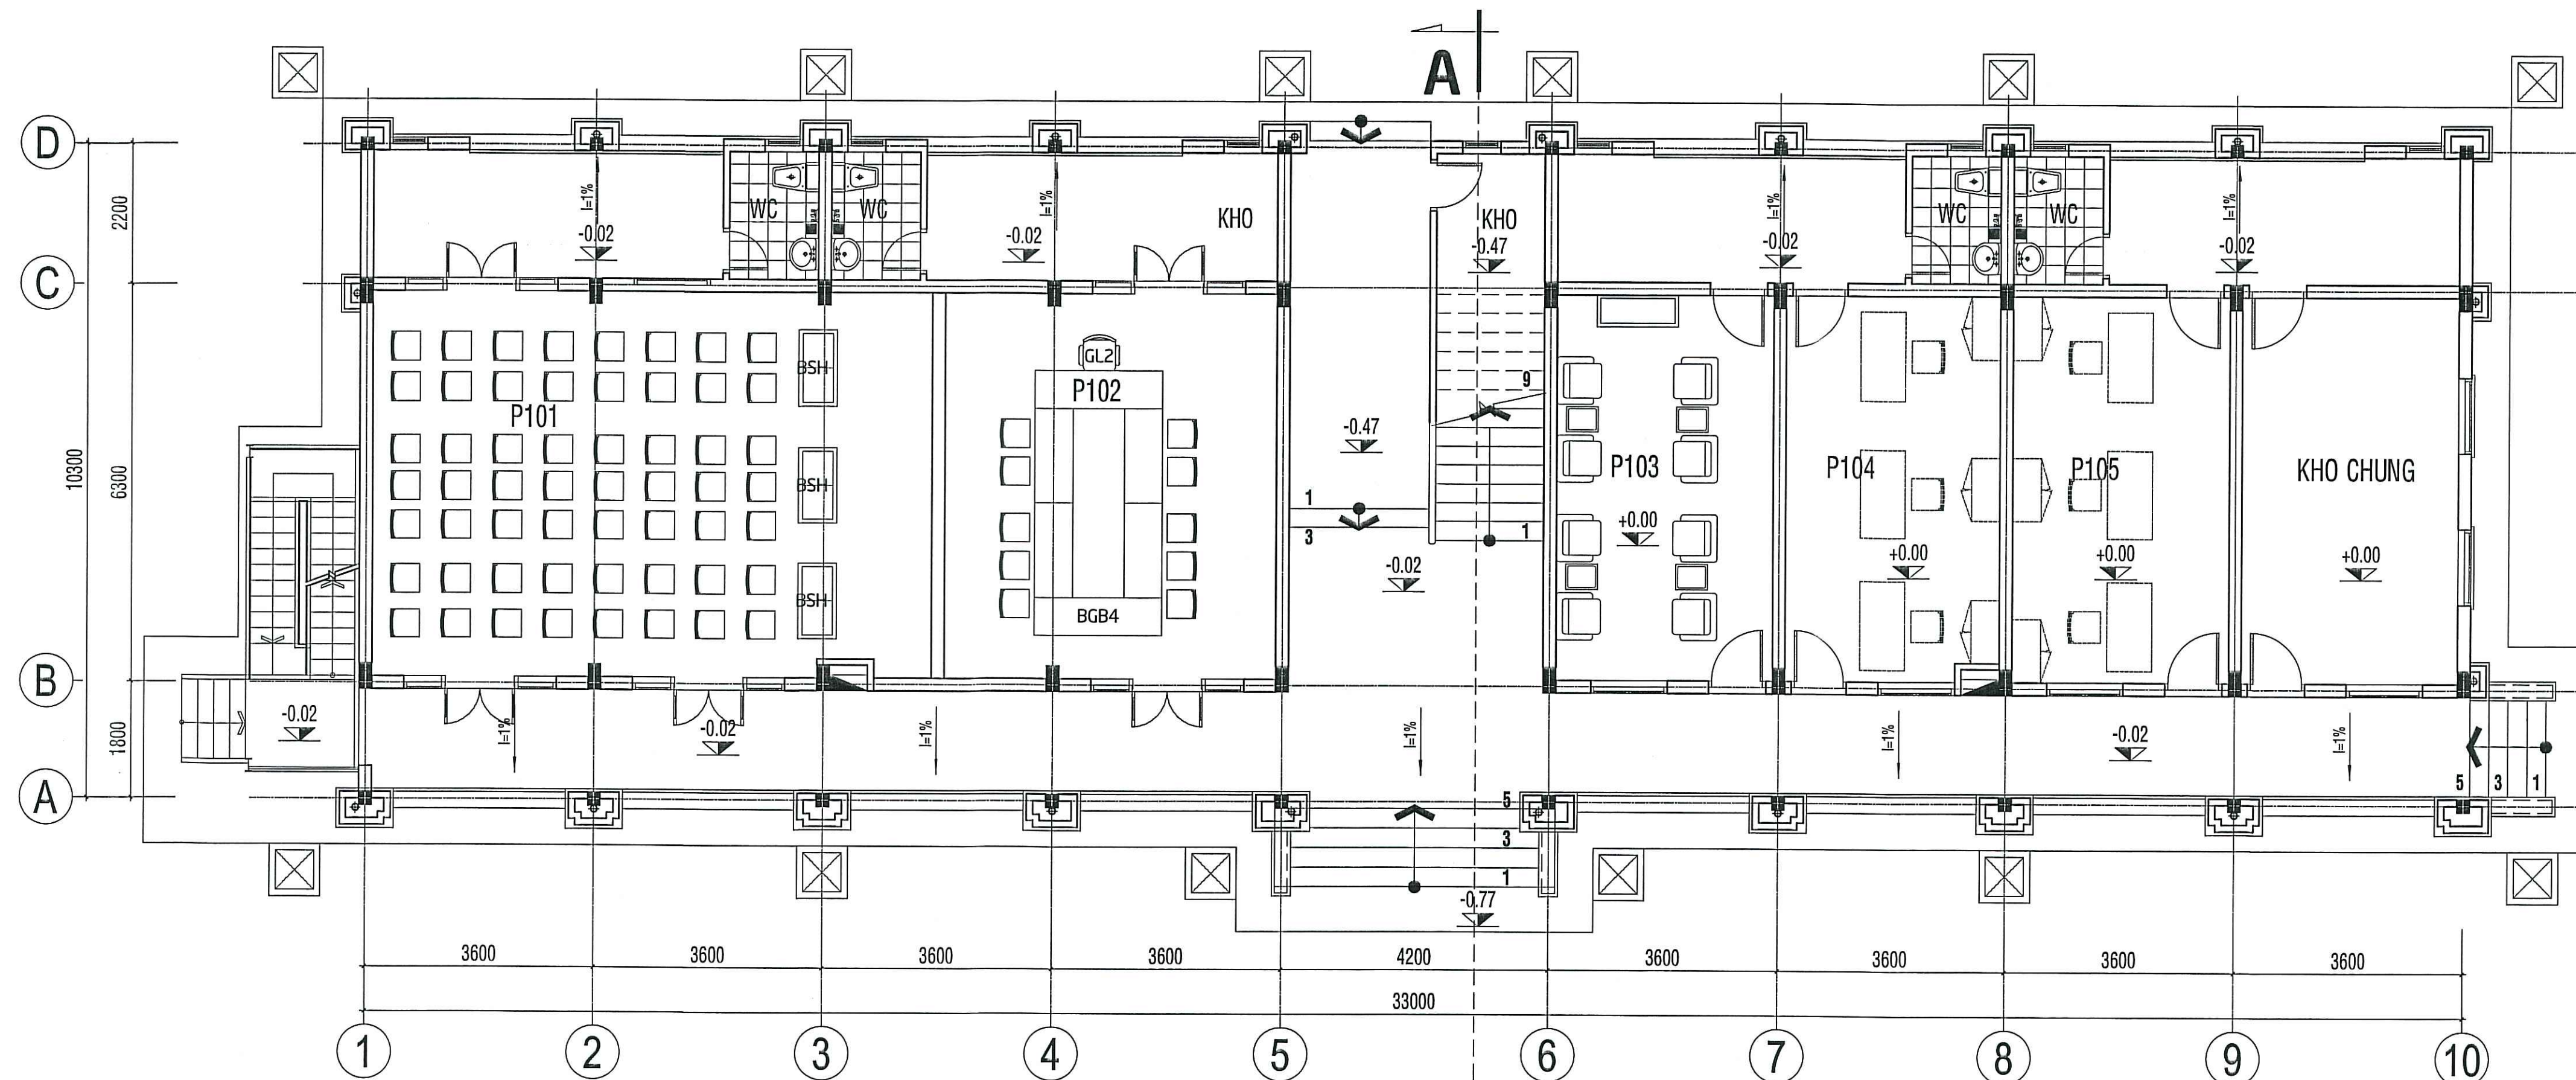 A
D
2200
I=1%
-0.02
WC
WC
I=1%
-0.02
KHO
KHO
-0.47
I=1%
-0.02
WC
WC
I=1%
-0.02
C
10300
6300
P101
BSH
BSH
BSH
GL2
P102
BGB4
-0.47
1
3
-0.02
9
1
P103
+0.00
P104
+0.00
P105
+0.00
KHO CHUNG
+0.00
B
1800
-0.02
I=1%
-0.02
I=1%
I=1%
I=1%
-0.02
I=1%
5
3
1
A
5
3
1
-0.77
3600
3600
3600
3600
4200
3600
3600
3600
3600
33000
1
2
3
4
5
6
7
8
9
10